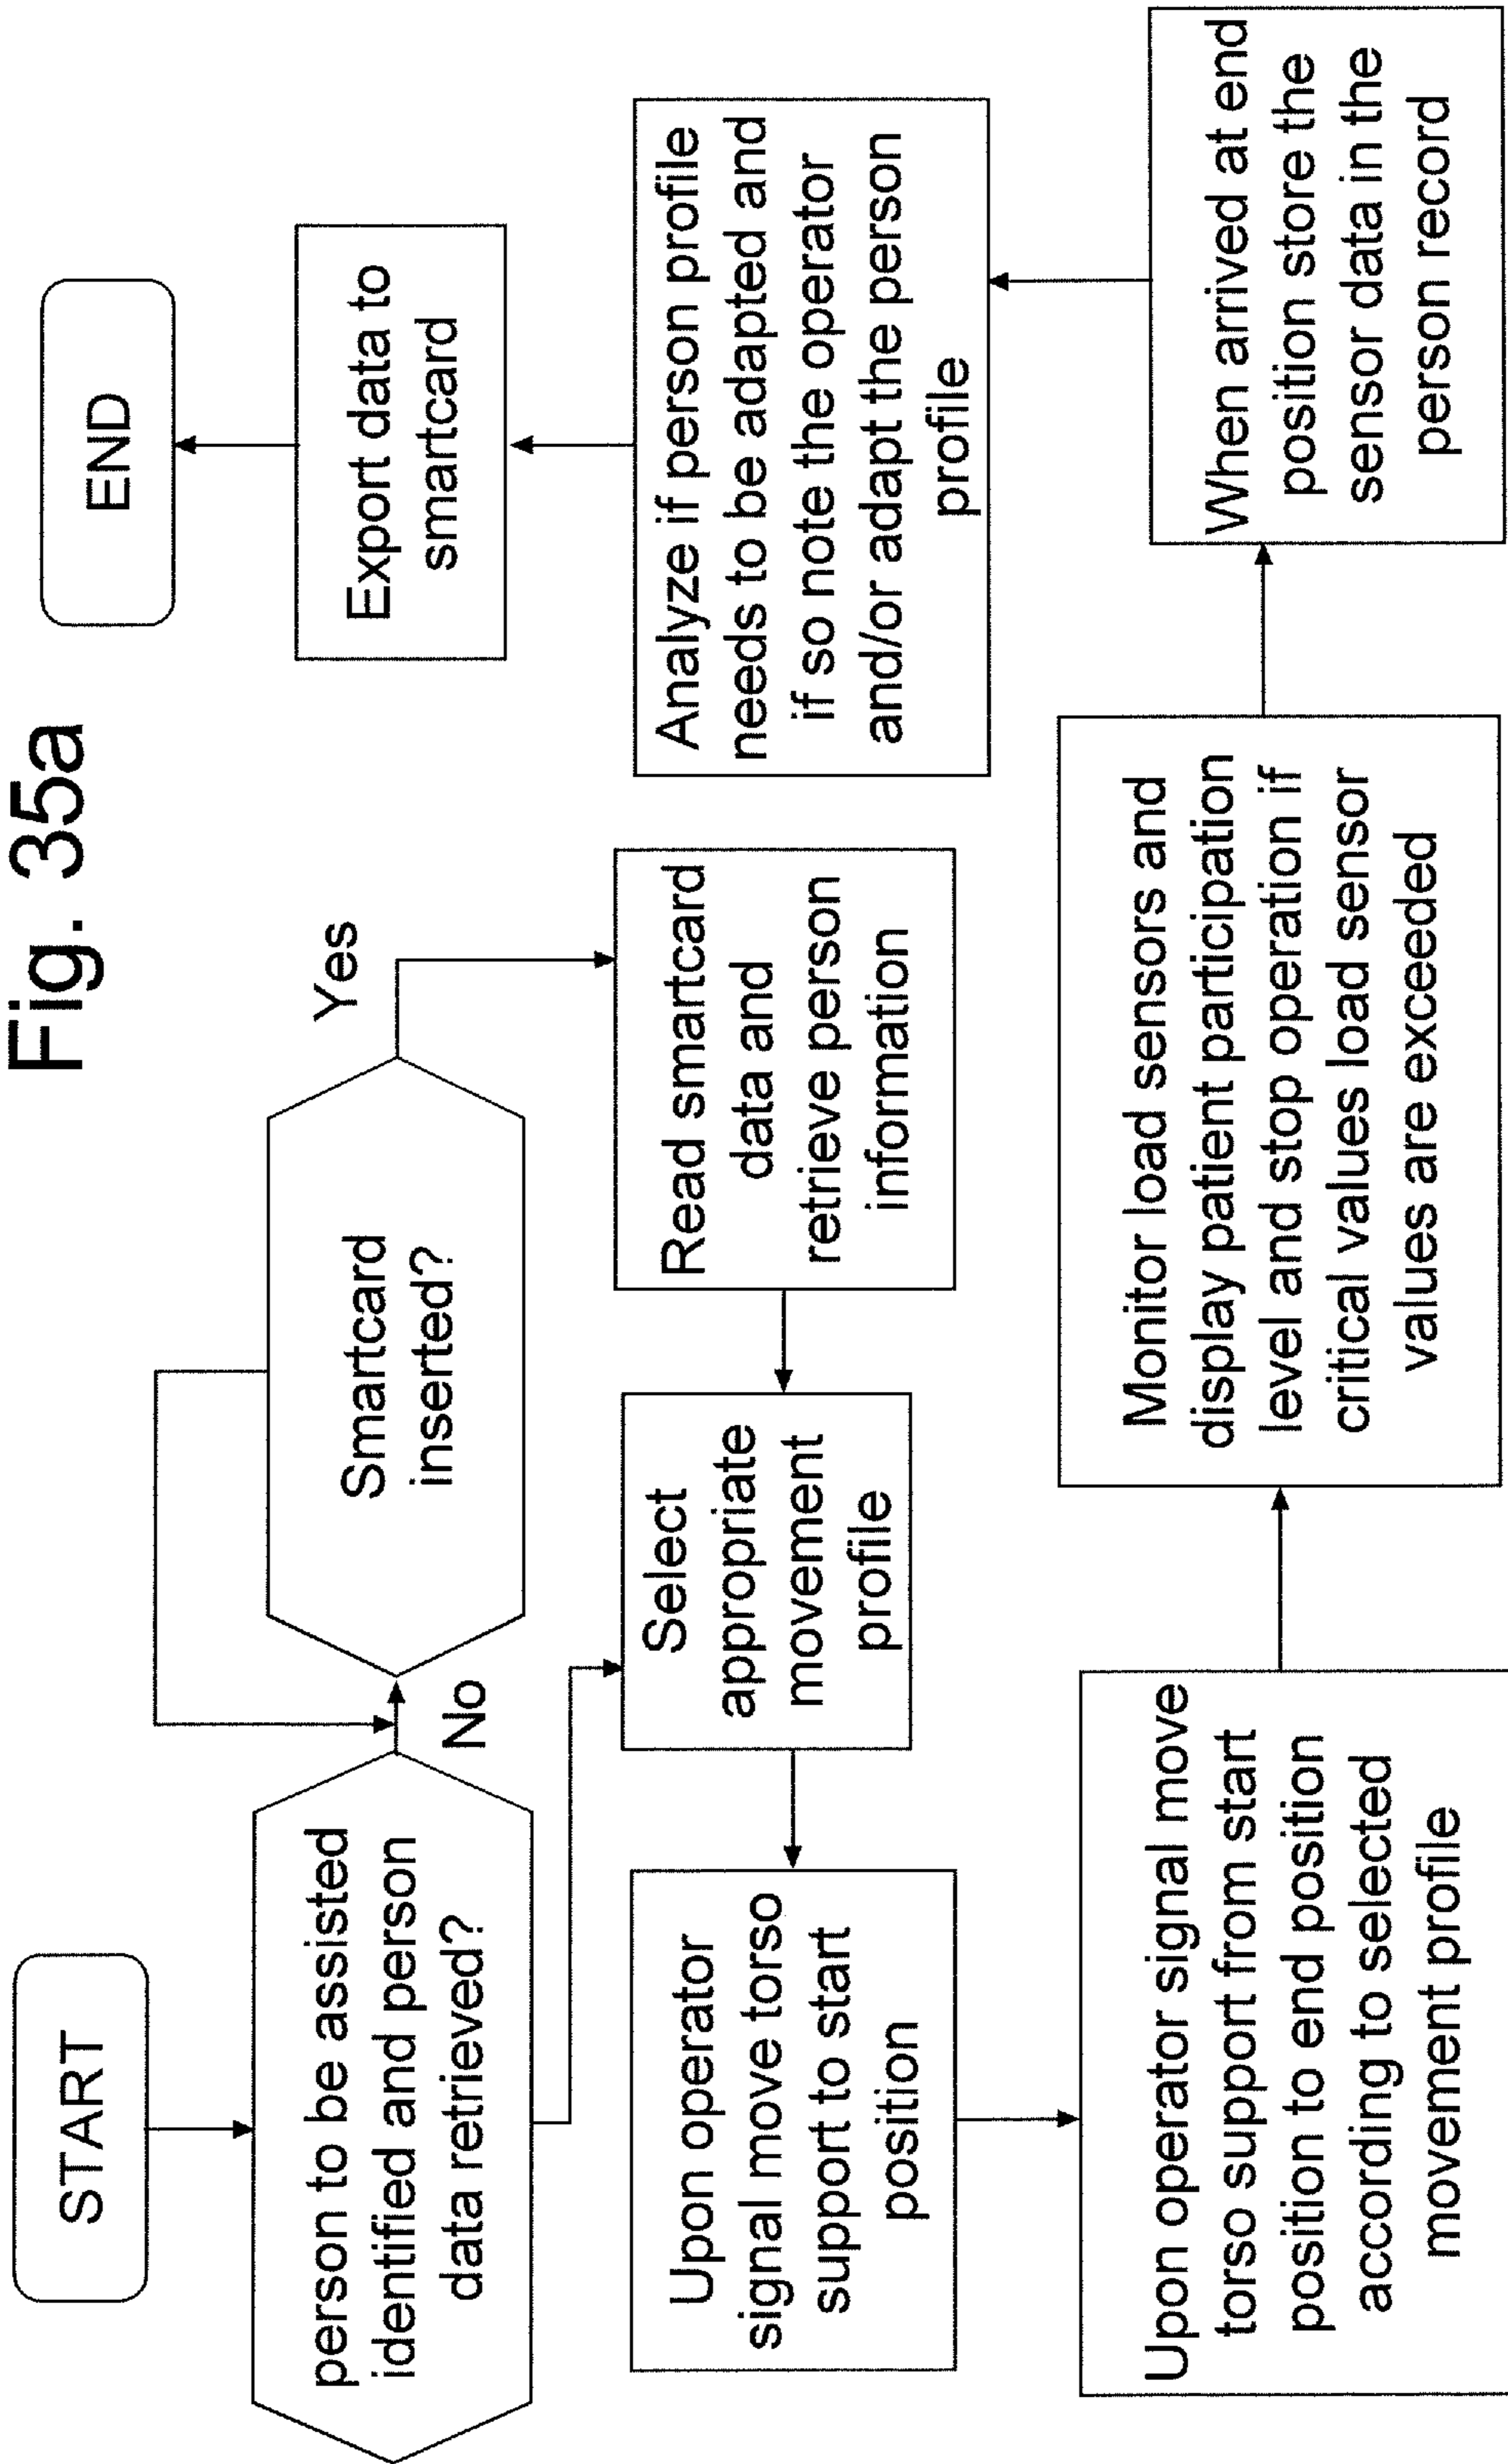 Fig. 35a
START
person to be assisted
identified and person
data retrieved?
No
Smartcard
inserted?
Yes
Read smartcard
data and
retrieve person
information
Select
appropriate
movement
profile
Upon operator
signal move torso
support to start
position
Upon operator signal move
torso support from start
position to end position
according to selected
movement profile
Monitor load sensors and
display patient participation
level and stop operation if
critical values load sensor
values are exceeded
When arrived at end
position store the
sensor data in the
person record
Analyze if person profile
needs to be adapted and
if so note the operator
and/or adapt the person
profile
Export data to
smartcard
END